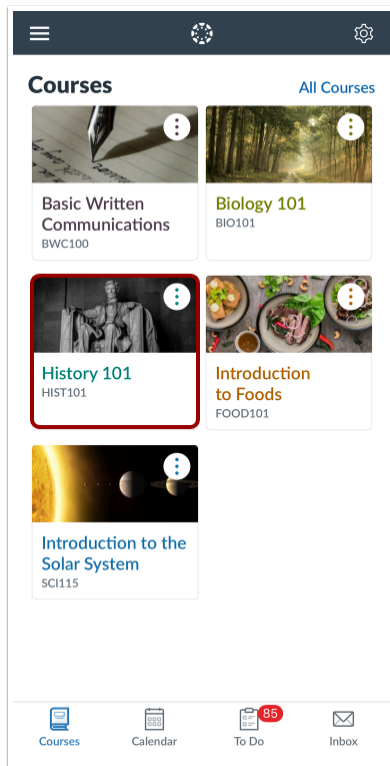 Courses
All Courses
Basic Written
Communications
BWC100
Biology 101
BIO101
History 101
HIST101
Introduction
to Foods
FOOD101
Introduction to the
Solar System
SCI115
85
Courses
Calendar
To Do
Inbox